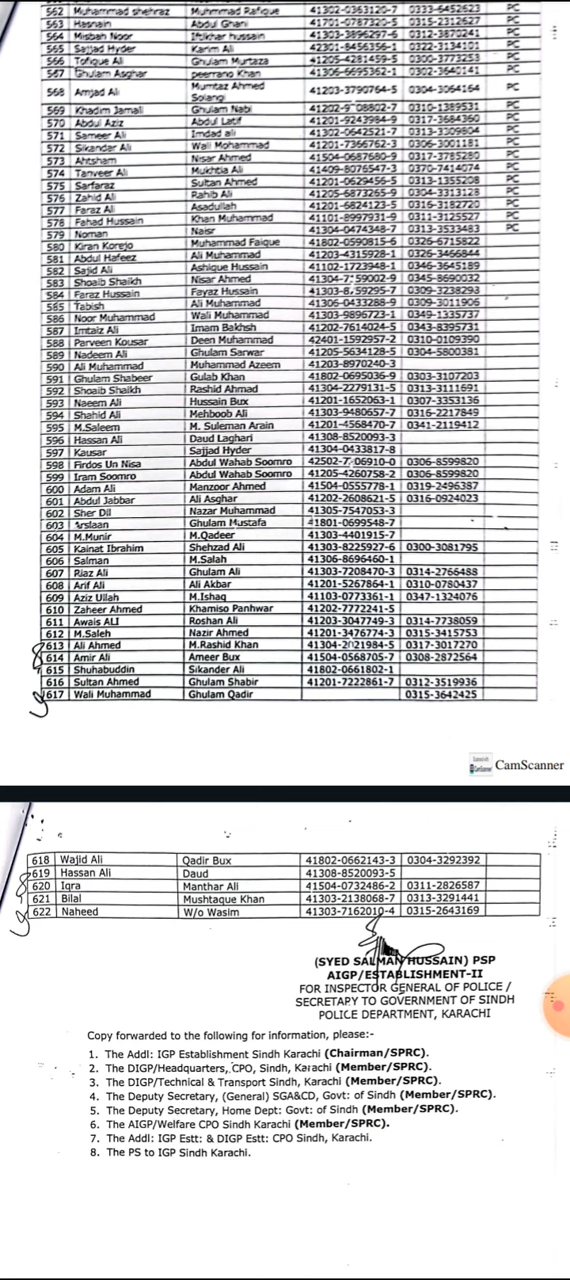 562 Muhammad shehraz Muhmmad Rafique 41302-0363120-7 0333-6452623 PC
563 Hasnain Abdul Ghani 41701-0787320-5 0315-2312627 PC
564 Misbah Noor Iftikhar hussain 41303-3896297-6 0312-3870241 PC
565 Sajjad Hyder Karim Ali 42301-8456356-1 0322-3134101 PC
566 Tofique Ali Ghulam Murtaza 41205-4281459-5 0300-3773253 PC
567 Ghulam Asghar peerrano Khan 41306-6695362-1 0302-3640141 PC
568 Amjad Ali Mumtaz Ahmed Solangi 41203-3790764-5 0304-3064164 PC
569 Khadim Jamali Ghulam Nabi 0310-1389531 PC
570 Abdul Aziz Abdul Latif 41201-9243984-9 0317-3684360 PC
571 Sameer Ali Imdad ali 41302-0642521-7 0313-3309804 PC
572 Sikandar Ali Wali Mohammad 41201-7366762-3 0306-3001181 PC
573 Ahtsham Nisar Ahmed 41504-0687680-9 0317-3785280 PC
574 Tanveer Ali Mukhtia Ali 41409-8076547-3 0370-7414074 PC
575 Sarfaraz Sultan Ahmed 41201-0629456-5 0313-1355208 PC
576 Zahid Ali Rahib Ali 41205-6873265-9 0304-3313128 PC
577 Faraz Ali Asadullah 41201-6824123-5 0316-3182720 PC
578 Fahad Hussain Khan Muhammad 41101-8997931-9 0311-3125527 PC
579 Noman Naisr 41304-0474348-7 0313-3533483 PC
580 Kiran Korejo Muhammad Faique 41802-0590815-6 0326-6715822
581 Abdul Hafeez Ali Muhammad 41203-4315928-1 0326-3466844
582 Sajid Ali Ashique Hussain 41102-1723948-1 0346-3645189
583 Shoaib Shaikh Nisar Ahmed 0345-8690032
584 Faraz Hussain Fayaz Hussain 0309-3238293
585 Tabish Ali Muhammad 41306-0433288-9 0309-3011906
586 Noor Muhammad Wali Muhammad 41303-9896723-1 0349-1335737
587 Imtaiz Ali Imam Bakhsh 41202-7614024-5 0343-8395731
588 Parveen Kousar Deen Muhammad 42401-1592957-2 0310-0109390
589 Nadeem Ali Ghulam Sarwar 41205-5634128-5 0304-5800381
590 Ali Muhammad Muhammad Azeem 41203-8970240-3
591 Ghulam Shabeer Gulab Khan 41802-0695036-9 0303-3107203
592 Shoaib Shaikh Rashid Ahmad 41304-2279131-5 0313-3111691
593 Naeem Ali Hussain Bux 41201-1652063-1 0307-3353136
594 Shahid Ali Mehboob Ali 41303-9480657-7 0316-2217849
595 M.Saleem M. Suleman Arain 41201-4568470-7 0341-2119412
596 Hassan Ali Daud Laghari 41308-8520093-3
597 Kausar Sajjad Hyder 41304-0433817-8
598 Firdos Un Nisa Abdul Wahab Soomro 0306-8599820
599 Iram Soomro Abdul Wahab Soomro 41205-4260758-2 0306-8599820
600 Adam Ali Manzoor Ahmed 41504-0555778-1 0319-2496387
601 Abdul Jabbar Ali Asghar 41202-2608621-5 0316-0924023
602 Sher Dil Nazar Muhammad 41305-7547053-3
603 Arslaan Ghulam Mustafa 41801-0699548-7
604 M.Munir M.Qadeer 41303-4401915-7
605 Kainat Ibrahim Shehzad Ali 41303-8225927-6 0300-3081795
606 Salman M.Salah 41306-8696460-1
607 Riaz Ali Ghulam Ali 41303-7208470-3 0314-2766488
608 Arif Ali Ali Akbar 41201-5267864-1 0310-0780437
609 Aziz Ullah M.Ishaq 41103-0773361-1 0347-1324076
610 Zaheer Ahmed Khamiso Panhwar 41202-7772241-5
611 Awais ALI Roshan Ali 41203-3047749-3 0314-7738059
612 M.Saleh Nazir Ahmed 41201-3476774-3 0315-3415753
613 Ali Ahmed M.Rashid Khan 41304-2021984-5 0317-3017270
614 Amir Ali Ameer Bux 41504-0568705-7 0308-2872564
615 Shuhabuddin Sikander Ali 41802-0661802-1
616 Sultan Ahmed Ghulam Shabir 41201-7222861-7 0312-3519936
617 Wali Muhammad Ghulam Qadir 0315-3642425
CamScanner
618 Wajid Ali Qadir Bux 41802-0662143-3 0304-3292392
619 Hassan Ali Daud 41308-8520093-5
620 Iqra Manthar Ali 41504-0732486-2 0311-2826587
621 Bilal Mushtaque Khan 41303-2138068-7 0313-3291441
622 Naheed W/o Wasim 41303-7162010-4 0315-2643169
(SYED SALMAN HUSSAIN) PSP
AIGP/ESTABLISHMENT-II
FOR INSPECTOR GENERAL OF POLICE /
SECRETARY TO GOVERNMENT OF SINDH
POLICE DEPARTMENT, KARACHI
Copy forwarded to the following for information, please:-
1. The Addl: IGP Establishment Sindh Karachi (Chairman/SPRC).
2. The DIGP/Headquarters, CPO, Sindh, Karachi (Member/SPRC).
3. The DIGP/Technical & Transport Sindh, Karachi (Member/SPRC).
4. The Deputy Secretary, (General) SGA&CD, Govt: of Sindh (Member/SPRC).
5. The Deputy Secretary, Home Dept: Govt: of Sindh (Member/SPRC).
6. The AIGP/Welfare CPO Sindh Karachi (Member/SPRC).
7. The Addl: IGP Estt: & DIGP Estt: CPO Sindh, Karachi.
8. The PS to IGP Sindh Karachi.